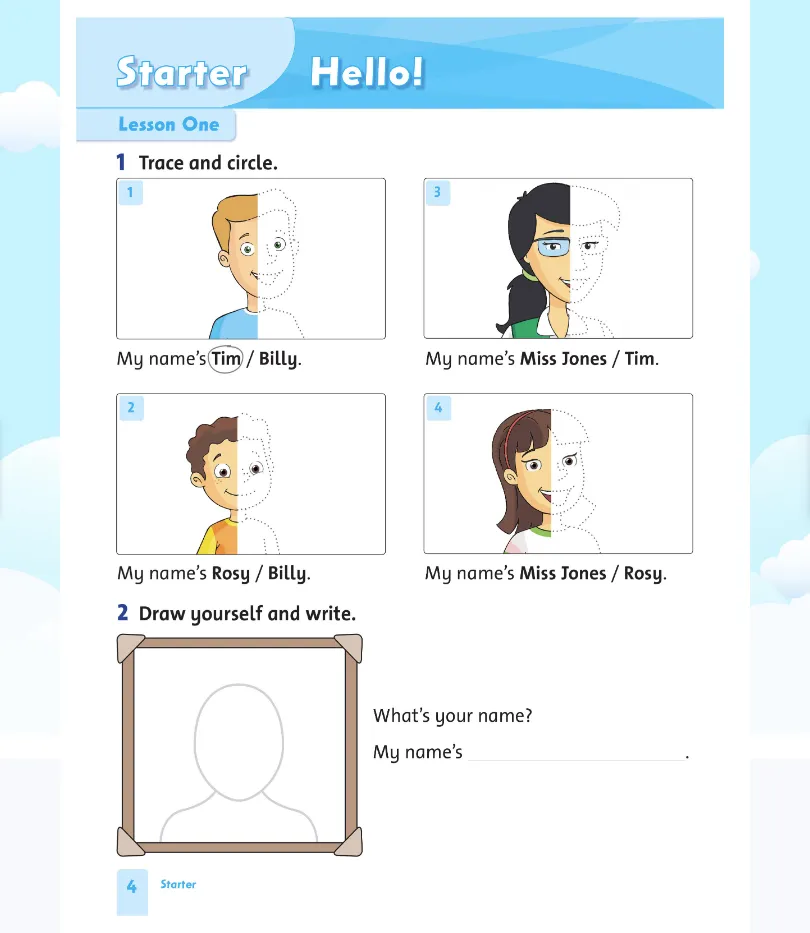 Starter Hello!
Lesson One
1 Trace and circle.
1
My name's Tim / Billy.
3
My name's Miss Jones / Tim.
2
My name's Rosy / Billy.
4
My name's Miss Jones / Rosy.
2 Draw yourself and write.
What's your name?
My name's ______________________.
4 Starter